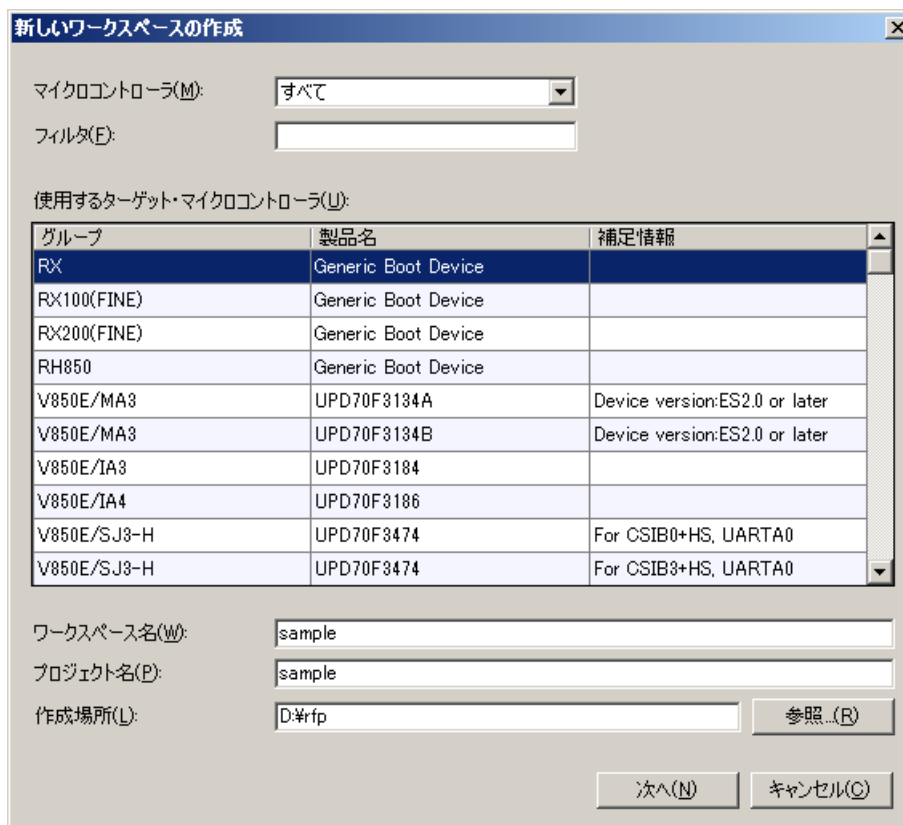 新しいワークスペースの作成
マイクロコントローラ(M): すべて
フィルタ(F):
使用するターゲット・マイクロコントローラ(U):
グループ 製品名 補足情報
RX Generic Boot Device
RX100(FINE) Generic Boot Device
RX200(FINE) Generic Boot Device
RH850 Generic Boot Device
V850E/MA3 UPD70F3134A Device version:ES2.0 or later
V850E/MA3 UPD70F3134B Device version:ES2.0 or later
V850E/IA3 UPD70F3184
V850E/IA4 UPD70F3186
V850E/SJ3-H UPD70F3474 For CSIB0+HS, UARTA0
V850E/SJ3-H UPD70F3474 For CSIB3+HS, UARTA0
ワークスペース名(W): sample
プロジェクト名(P): sample
作成場所(L): D:¥rfp 参照...(R)
次へ(N) キャンセル(C)